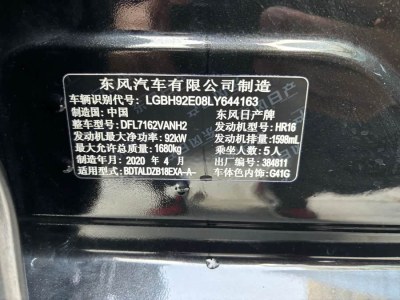 东风汽车有限公司制造
车辆识别代号: LGBH92E08LY644163
制造国: 中国 东风日产牌
整车型号: DFL7162VANH2 发动机型号: HR16
发动机最大净功率: 92kW 发动机排量: 1598mL
最大允许总质量: 1680kg 乘坐人数: 5人
制造年月: 2020 年 4 月 出厂编号: 384811
适用型式: BDTALDZB18EXA-A- 车体色内饰: G41G